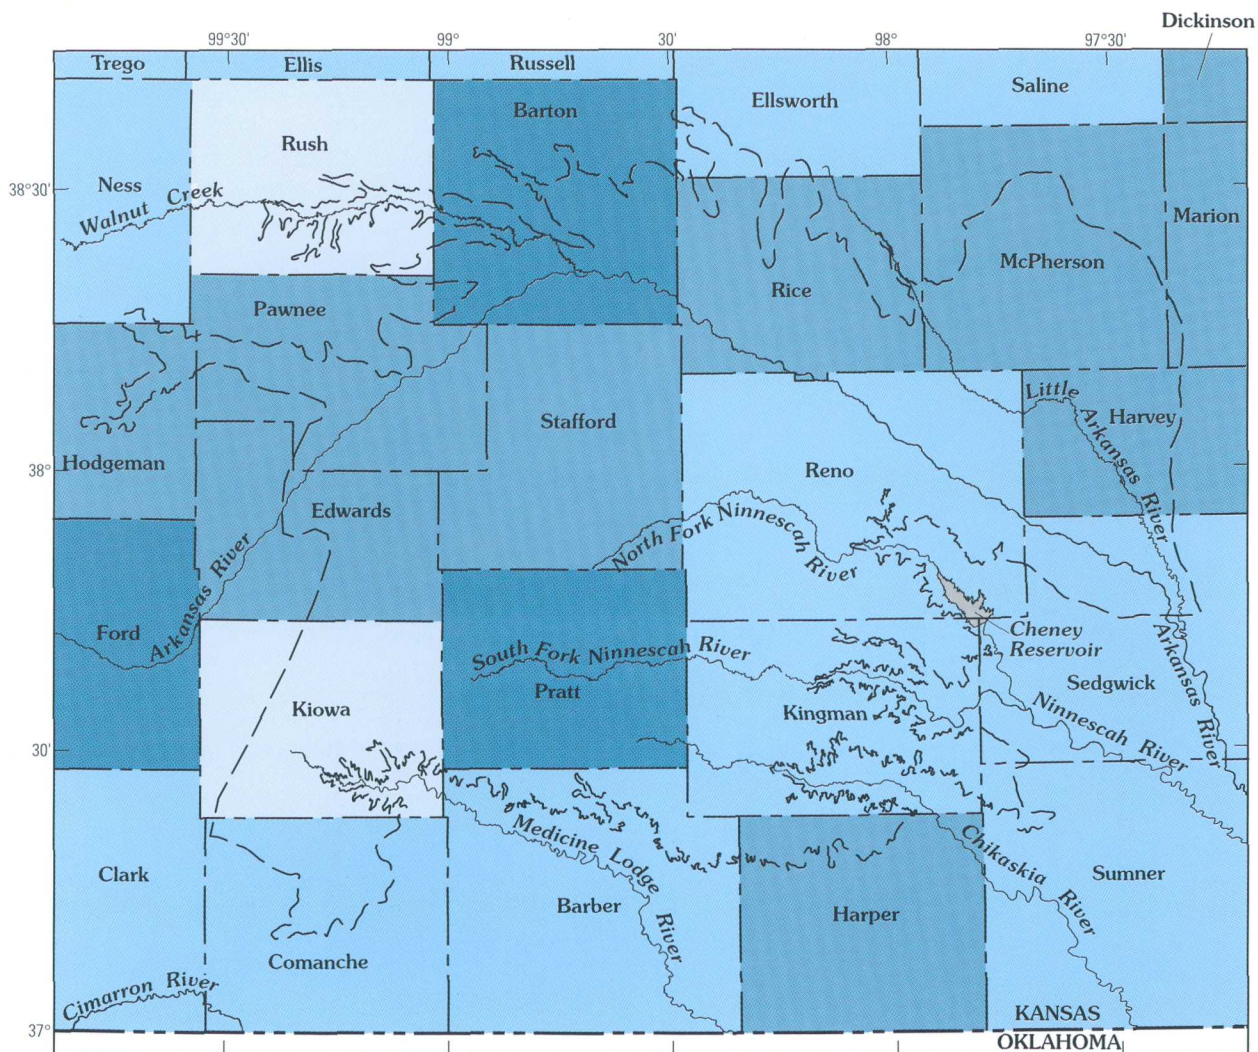 Dickinson
99°30'
99°
30'
98°
97°30'
Trego
Ellis
Russell
Saline
Ellsworth
Barton
Rush
38°30'
Ness
Walnut Creek
Marion
McPherson
Rice
Pawnee
Little Arkansas River
Harvey
Stafford
Hodgeman
38°
Reno
Edwards
North Fork Ninnescah River
Arkansas River
Ford
Cheney
Reservoir
Arkansas River
South Fork Ninnescah River
Pratt
Sedgwick
Kiowa
Kingman
Ninnescah River
30'
Medicine Lodge River
Chikaskia River
Clark
Sumner
Barber
Harper
Comanche
Cimarron River
KANSAS
37°
OKLAHOMA